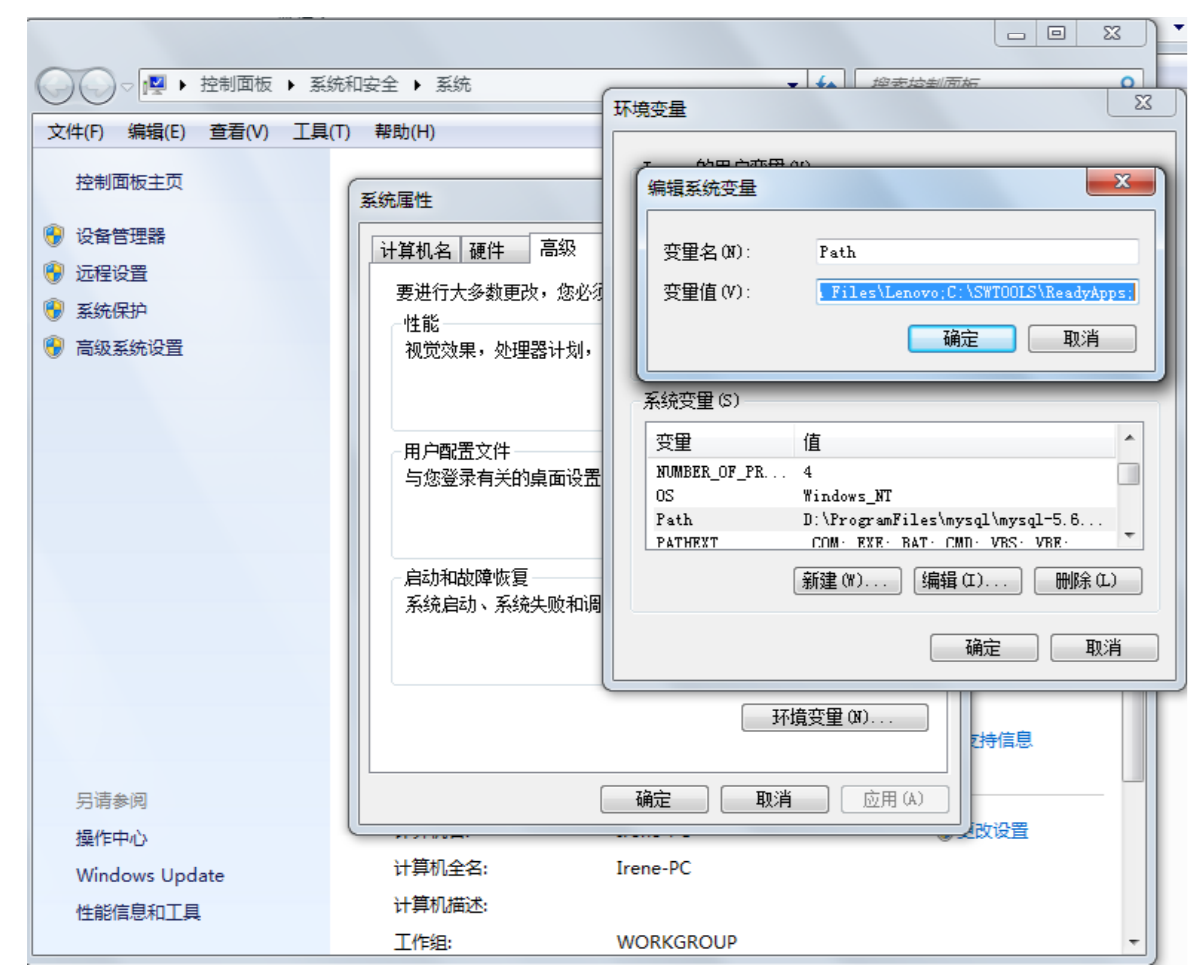 控制面板 ▸ 系统和安全 ▸ 系统
搜索控制面板
文件(F) 编辑(E) 查看(V) 工具(T) 帮助(H)
控制面板主页
设备管理器
远程设置
系统保护
高级系统设置
另请参阅
操作中心
Windows Update
性能信息和工具
系统属性
计算机名 硬件 高级
要进行大多数更改，您必须
性能
视觉效果，处理器计划，
用户配置文件
与您登录有关的桌面设置
启动和故障恢复
系统启动、系统失败和调
环境变量(N)...
确定 取消 应用(A)
环境变量
的用户变量(U)
编辑系统变量
变量名(N): Path
变量值(V): Files\Lenovo;C:\SWTOOLS\ReadyApps;
确定 取消
系统变量(S)
变量 值
NUMBER_OF_PR... 4
OS Windows_NT
Path D:\ProgramFiles\mysql\mysql-5.6...
PATHEXT .COM;.EXE;.BAT;.CMD;.VBS;.VBE;
新建(W)... 编辑(I)... 删除(L)
确定 取消
支持信息
更改设置
计算机全名: Irene-PC
计算机描述:
工作组: WORKGROUP